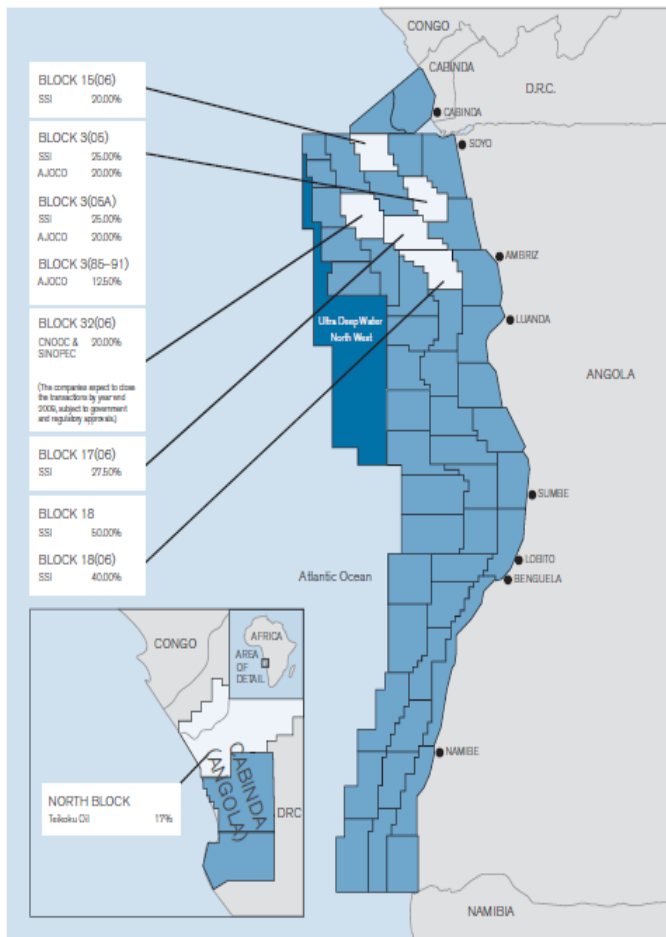 CONGO
CABINDA
D.R.C.
CABINDA
SOYO
BLOCK 15(06)
SSI 20.00%
BLOCK 3(05)
SSI 25.00%
AJOCO 20.00%
BLOCK 3(05A)
SSI 25.00%
AJOCO 20.00%
BLOCK 3(85–91)
AJOCO 12.50%
BLOCK 32(06)
CNOOC & 20.00%
SINOPEC
(The companies expect to close
the transactions by year end
2009, subject to government
and regulatory approvals.)
BLOCK 17(06)
SSI 27.50%
BLOCK 18
SSI 50.00%
BLOCK 18(06)
SSI 40.00%
AMBRIZ
LUANDA
Ultra Deep Water
North West
ANGOLA
SUMBE
LOBITO
BENGUELA
Atlantic Ocean
NAMIBE
NAMIBIA
CONGO
AFRICA
AREA
OF
DETAIL
CABINDA
(ANGOLA)
DRC
NORTH BLOCK
Teikoku Oil 17%